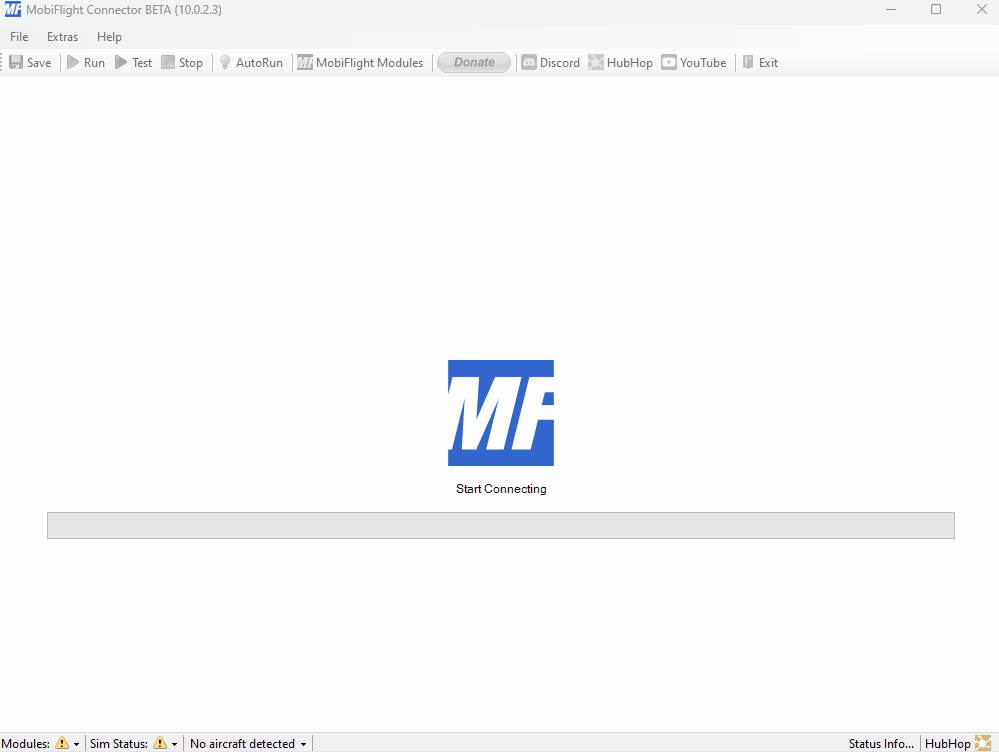 MobiFlight Connector BETA (10.0.2.3)
File Extras Help
Save Run Test Stop AutoRun MobiFlight Modules Donate Discord HubHop YouTube Exit
MF
Start Connecting
Modules: Sim Status: No aircraft detected Status Info... HubHop